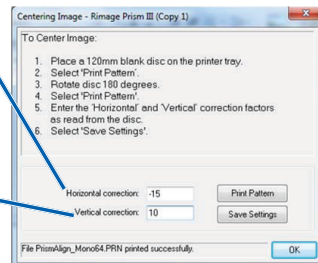 Centering Image - Rimage Prism III (Copy 1)
To Center Image:
1. Place a 120mm blank disc on the printer tray.
2. Select 'Print Pattern'.
3. Rotate disc 180 degrees.
4. Select 'Print Pattern'.
5. Enter the 'Horizontal' and 'Vertical' correction factors
as read from the disc.
6. Select 'Save Settings'.
Horizontal correction: -15 Print Pattern
Vertical correction: 10 Save Settings
File PrismAlign_Mono64.PRN printed successfully. OK